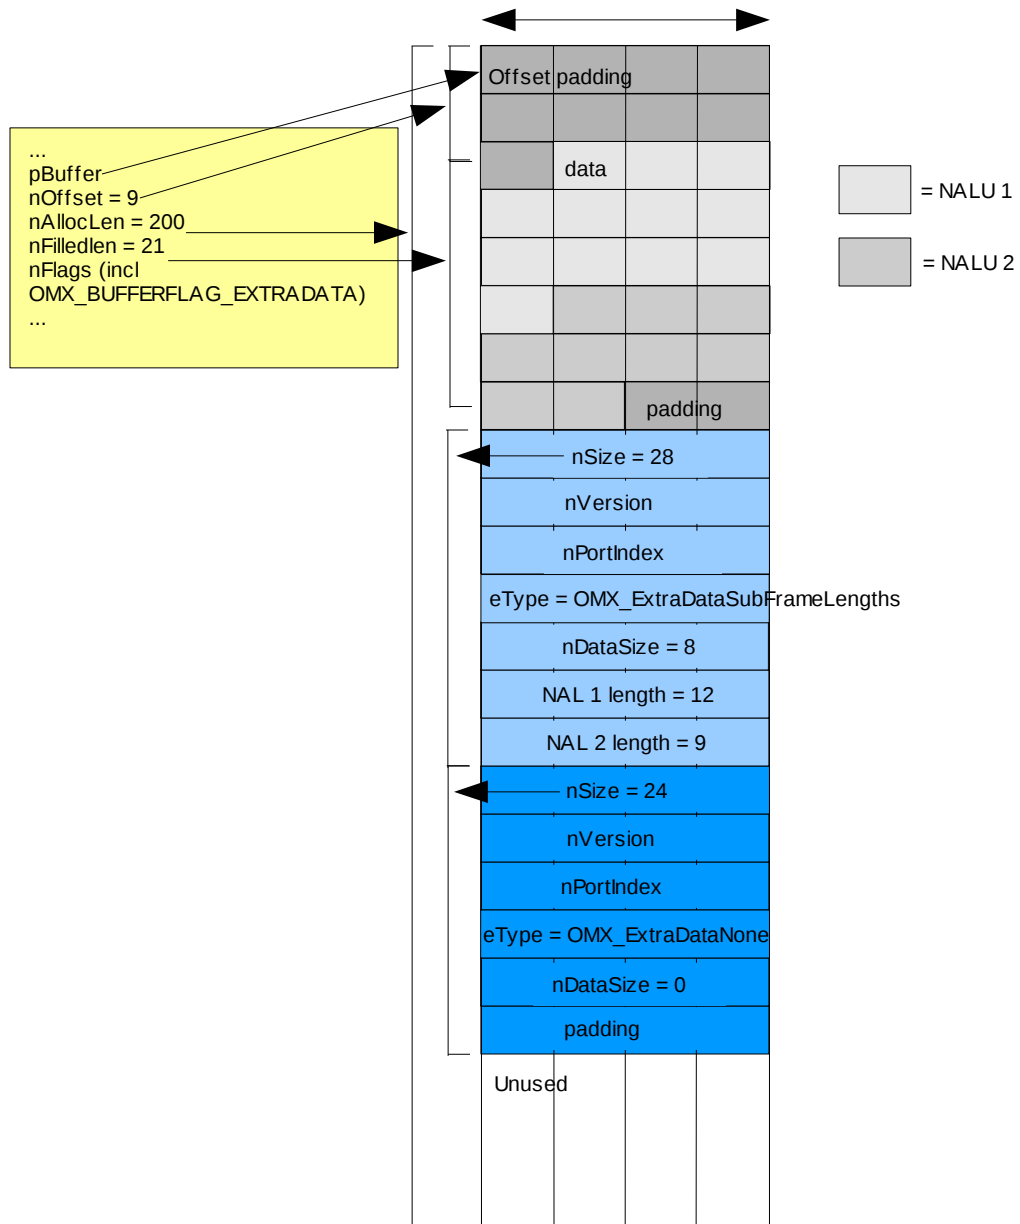 Offset padding
...
pBuffer
nOffset = 9
nAllocLen = 200
nFilledlen = 21
nFlags (incl
OMX_BUFFERFLAG_EXTRADATA)
...
data
= NALU 1
= NALU 2
padding
nSize = 28
nVersion
nPortIndex
eType = OMX_ExtraDataSubFrameLengths
nDataSize = 8
NAL 1 length = 12
NAL 2 length = 9
nSize = 24
nVersion
nPortIndex
eType = OMX_ExtraDataNone
nDataSize = 0
padding
Unused